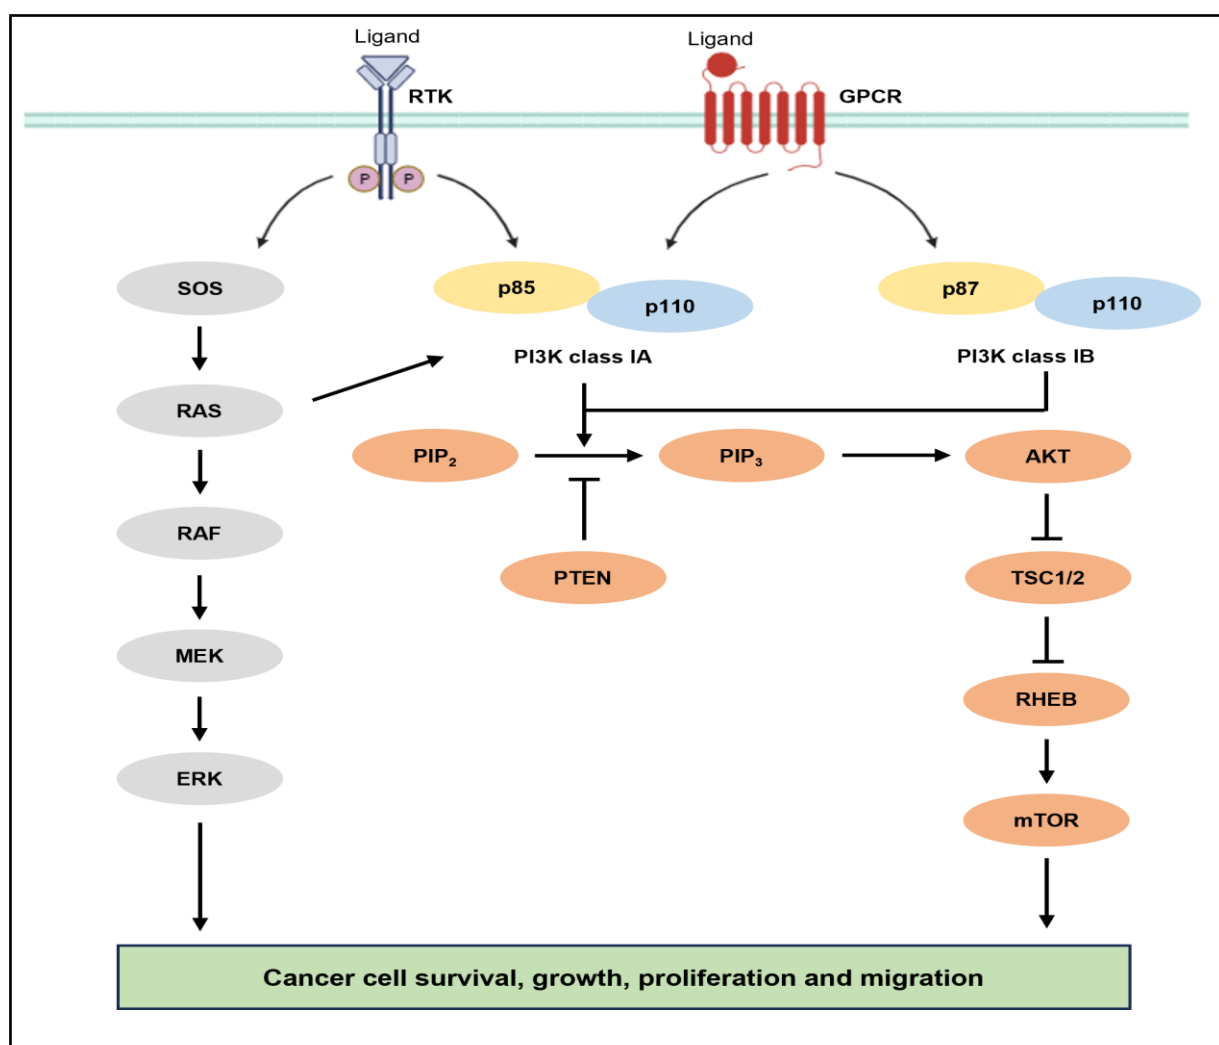 Ligand
Ligand
RTK
GPCR
P
P
SOS
p85
p110
p87
p110
PI3K class IA
PI3K class IB
RAS
PIP₂
PIP₃
AKT
RAF
PTEN
TSC1/2
MEK
RHEB
ERK
mTOR
Cancer cell survival, growth, proliferation and migration